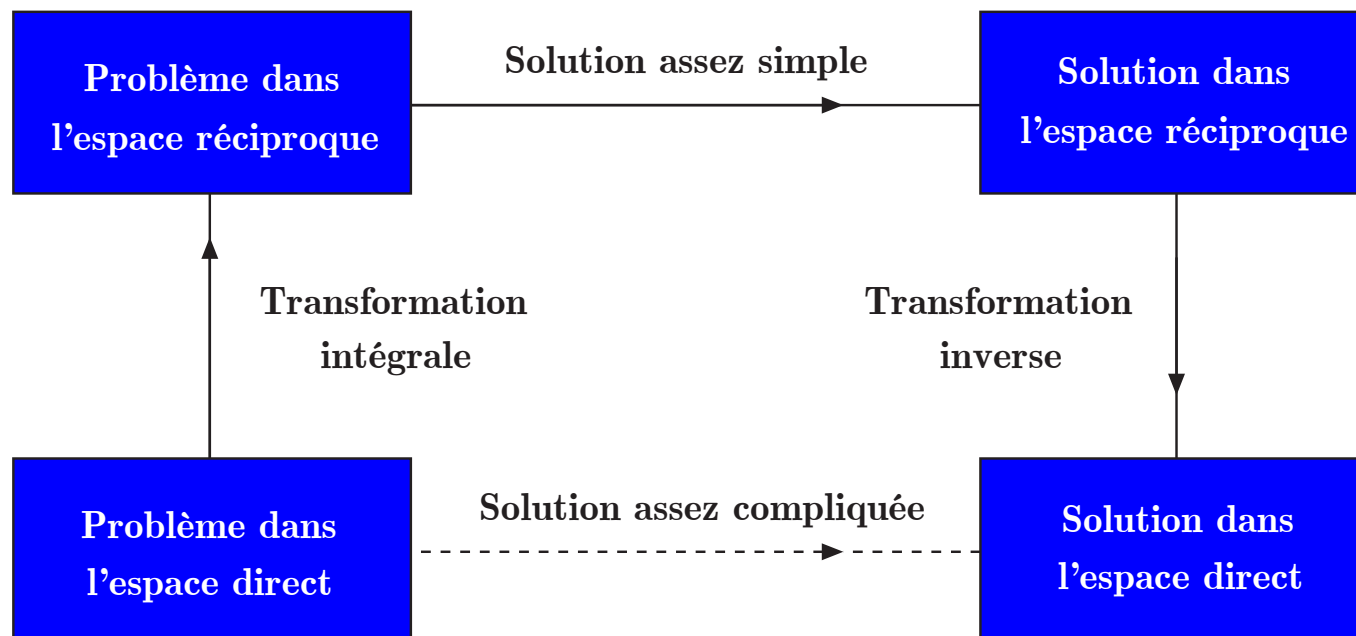 Problème dans
l'espace réciproque
Solution assez simple
Solution dans
l'espace réciproque
Transformation
intégrale
Transformation
inverse
Problème dans
l'espace direct
Solution assez compliquée
Solution dans
l'espace direct